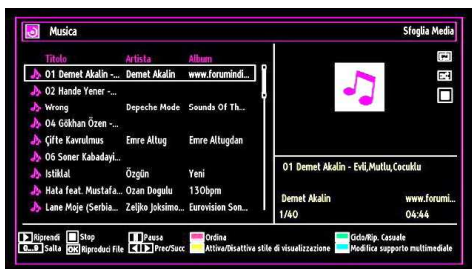 Musica Sfoglia Media
Titolo Artista Album
01 Demet Akalin -... Demet Akalin www.forumindi...
02 Hande Yener -...
Wrong Depeche Mode Sounds Of Th...
04 Gökhan Özen -...
Çifte Kavrulmus Emre Altug Emre Altugdan
06 Soner Kabadayi...
Istiklal Özgün Yeni
Hata feat. Mustafa... Ozan Dogulu 130bpm
Lane Moje (Serbia... Zeljko Joksimo... Eurovision Son...
01 Demet Akalin - Evli,Mutlu,Cocuklu
Demet Akalin www.forumi...
1/40 04:44
Riprendi Stop Pausa Ordina Ciclo/Rip. Casuale
0...9 Salta OK Riproduci File Prec/Succ Attiva/Disattiva stile di visualizzazione Modifica supporto multimediale